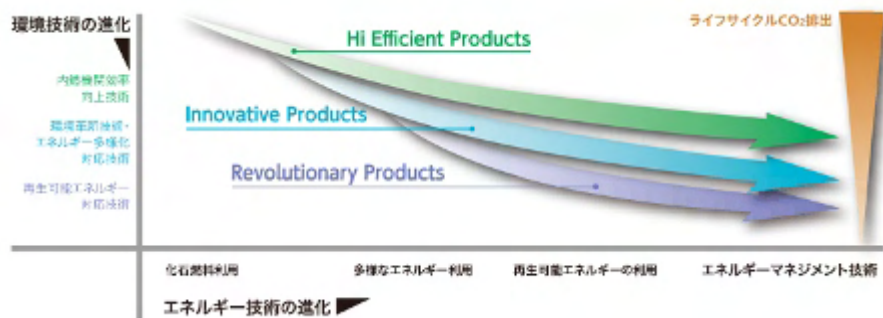 環境技術の進化
内燃機関効率
向上技術
環境革新技術・
エネルギー多様化
対応技術
再生可能エネルギー
対応技術
Hi Efficient Products
Innovative Products
Revolutionary Products
ライフサイクルCO2排出
化石燃料利用
多様なエネルギー利用
再生可能エネルギーの利用
エネルギーマネジメント技術
エネルギー技術の進化